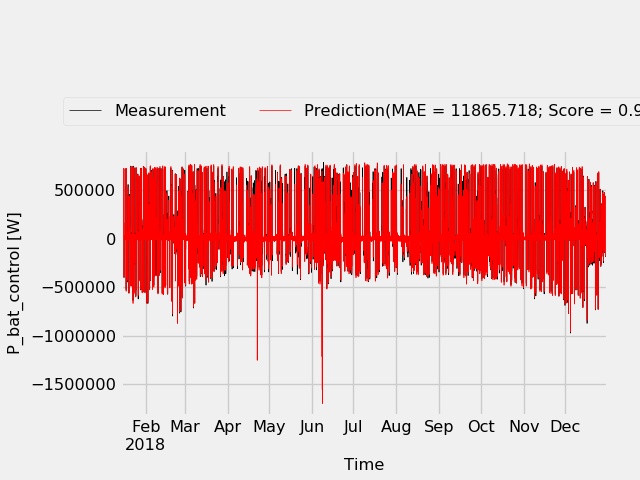 Measurement
Prediction(MAE = 11865.718; Score = 0.9
P_bat_control [W]
500000
0
−500000
−1000000
−1500000
Feb Mar Apr May Jun Jul Aug Sep Oct Nov Dec
2018
Time